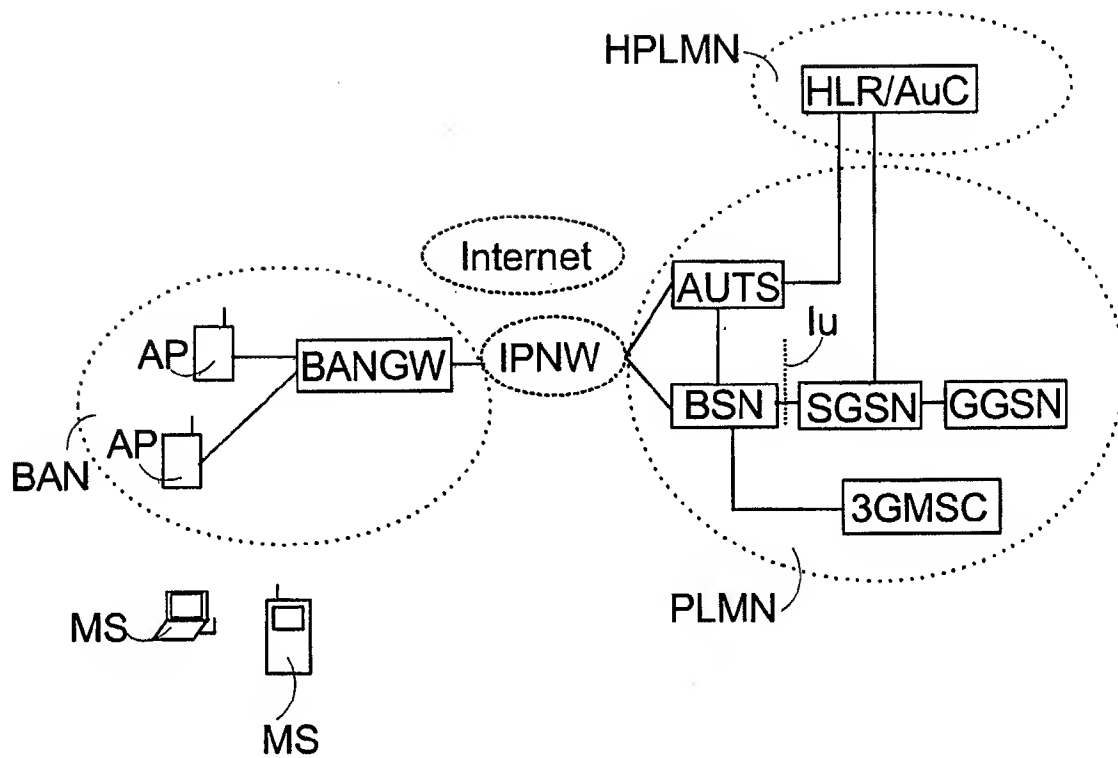 HPLMN
HLR/AuC
Internet
AUTS
Iu
AP
BANGW
IPNW
BSN
SGSN
GGSN
AP
BAN
3GMSC
PLMN
MS
MS